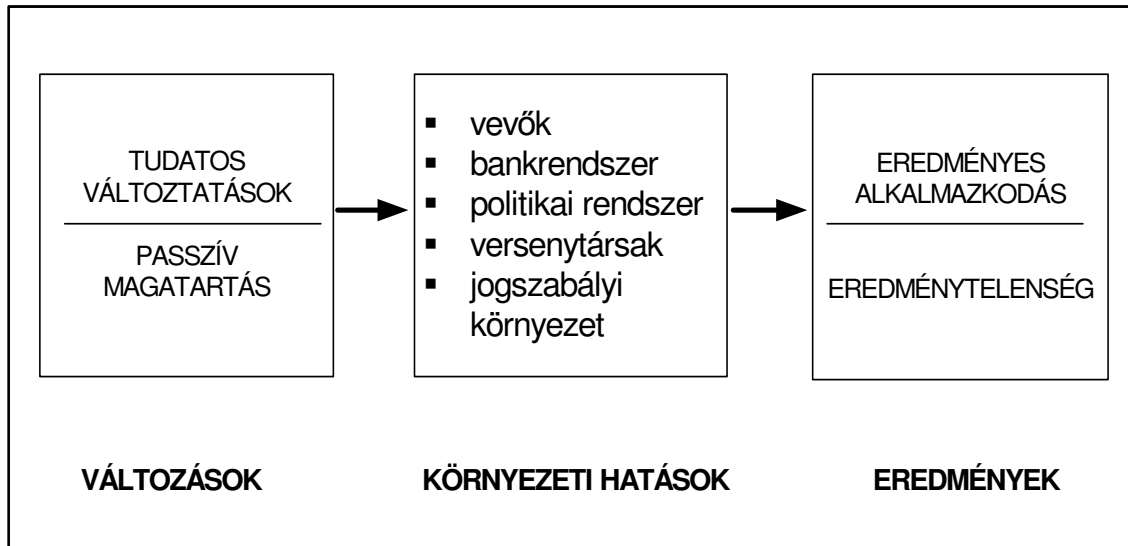 TUDATOS
VÁLTOZTATÁSOK
PASSZÍV
MAGATARTÁS
▪ vevők
▪ bankrendszer
▪ politikai rendszer
▪ versenytársak
▪ jogszabályi
környezet
EREDMÉNYES
ALKALMAZKODÁS
EREDMÉNYTELENSÉG
VÁLTOZÁSOK
KÖRNYEZETI HATÁSOK
EREDMÉNYEK